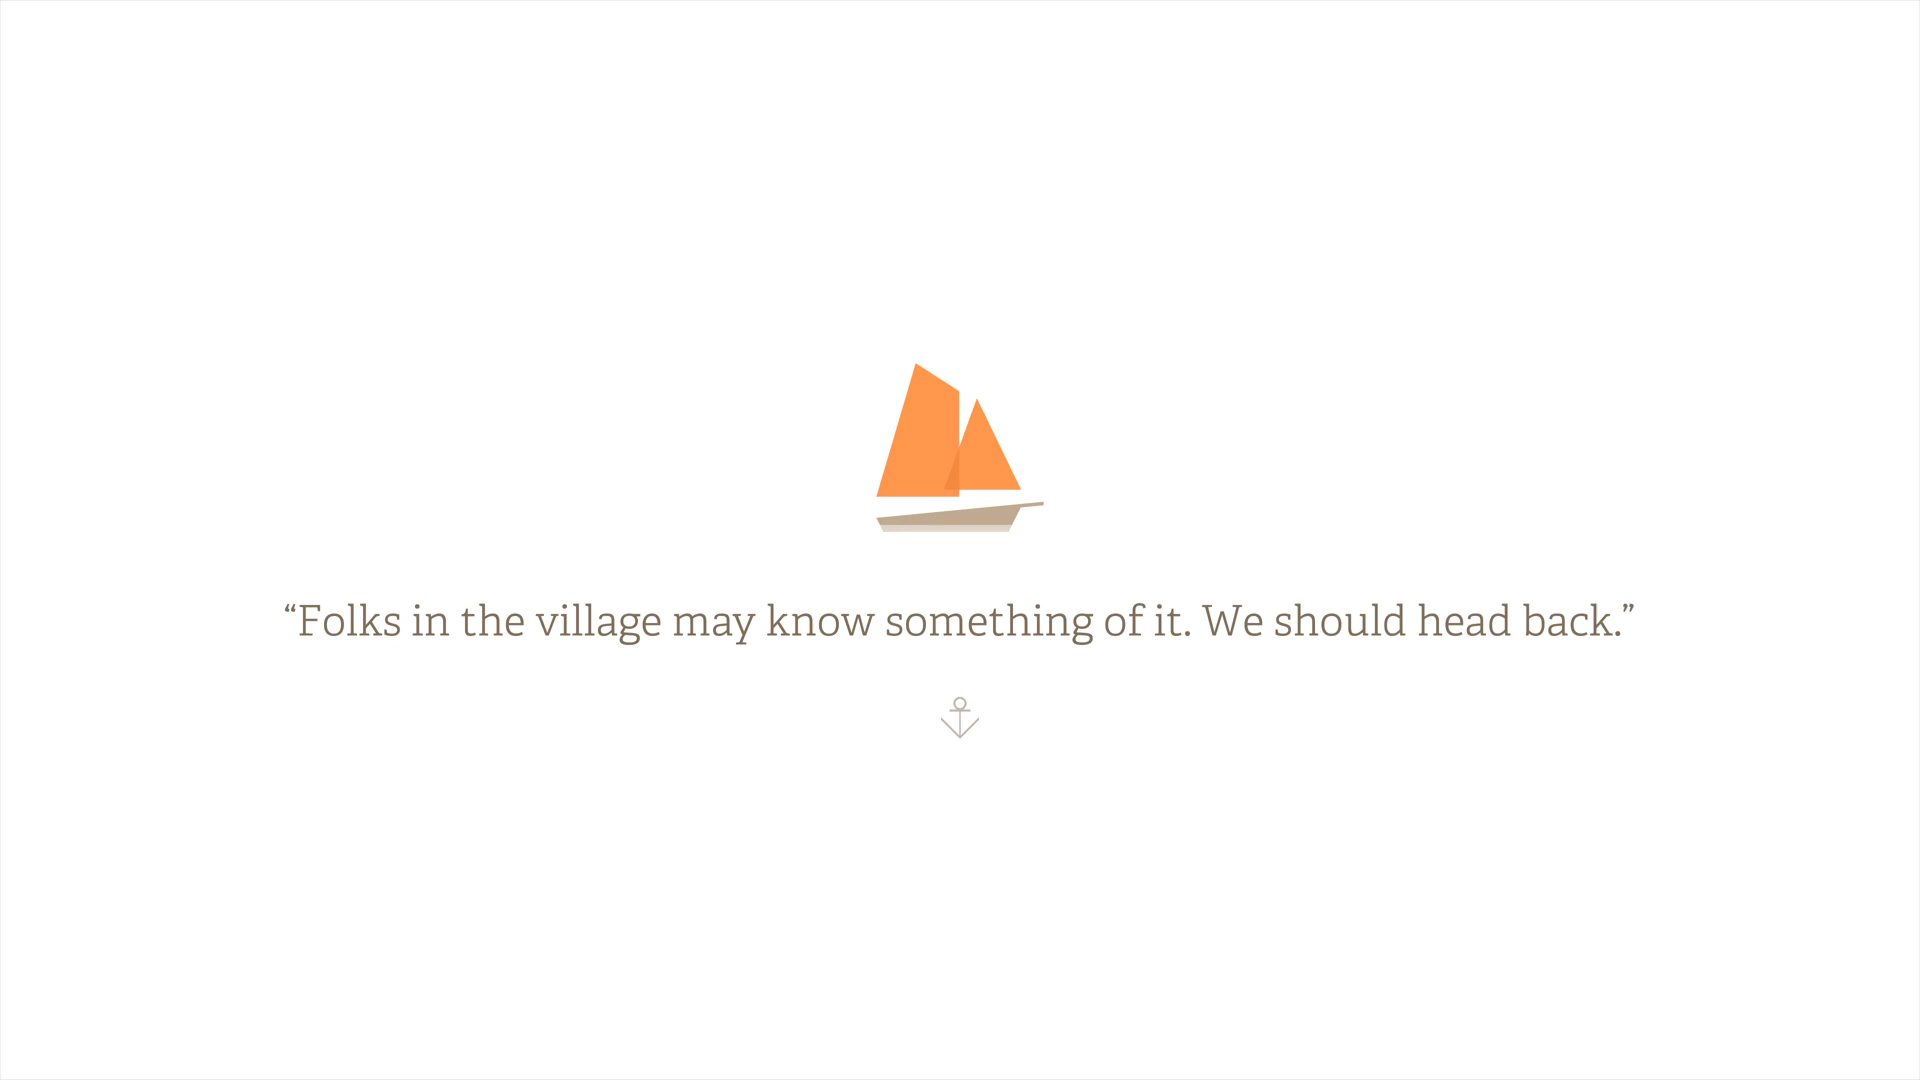 “Folks in the village may know something of it. We should head back.”